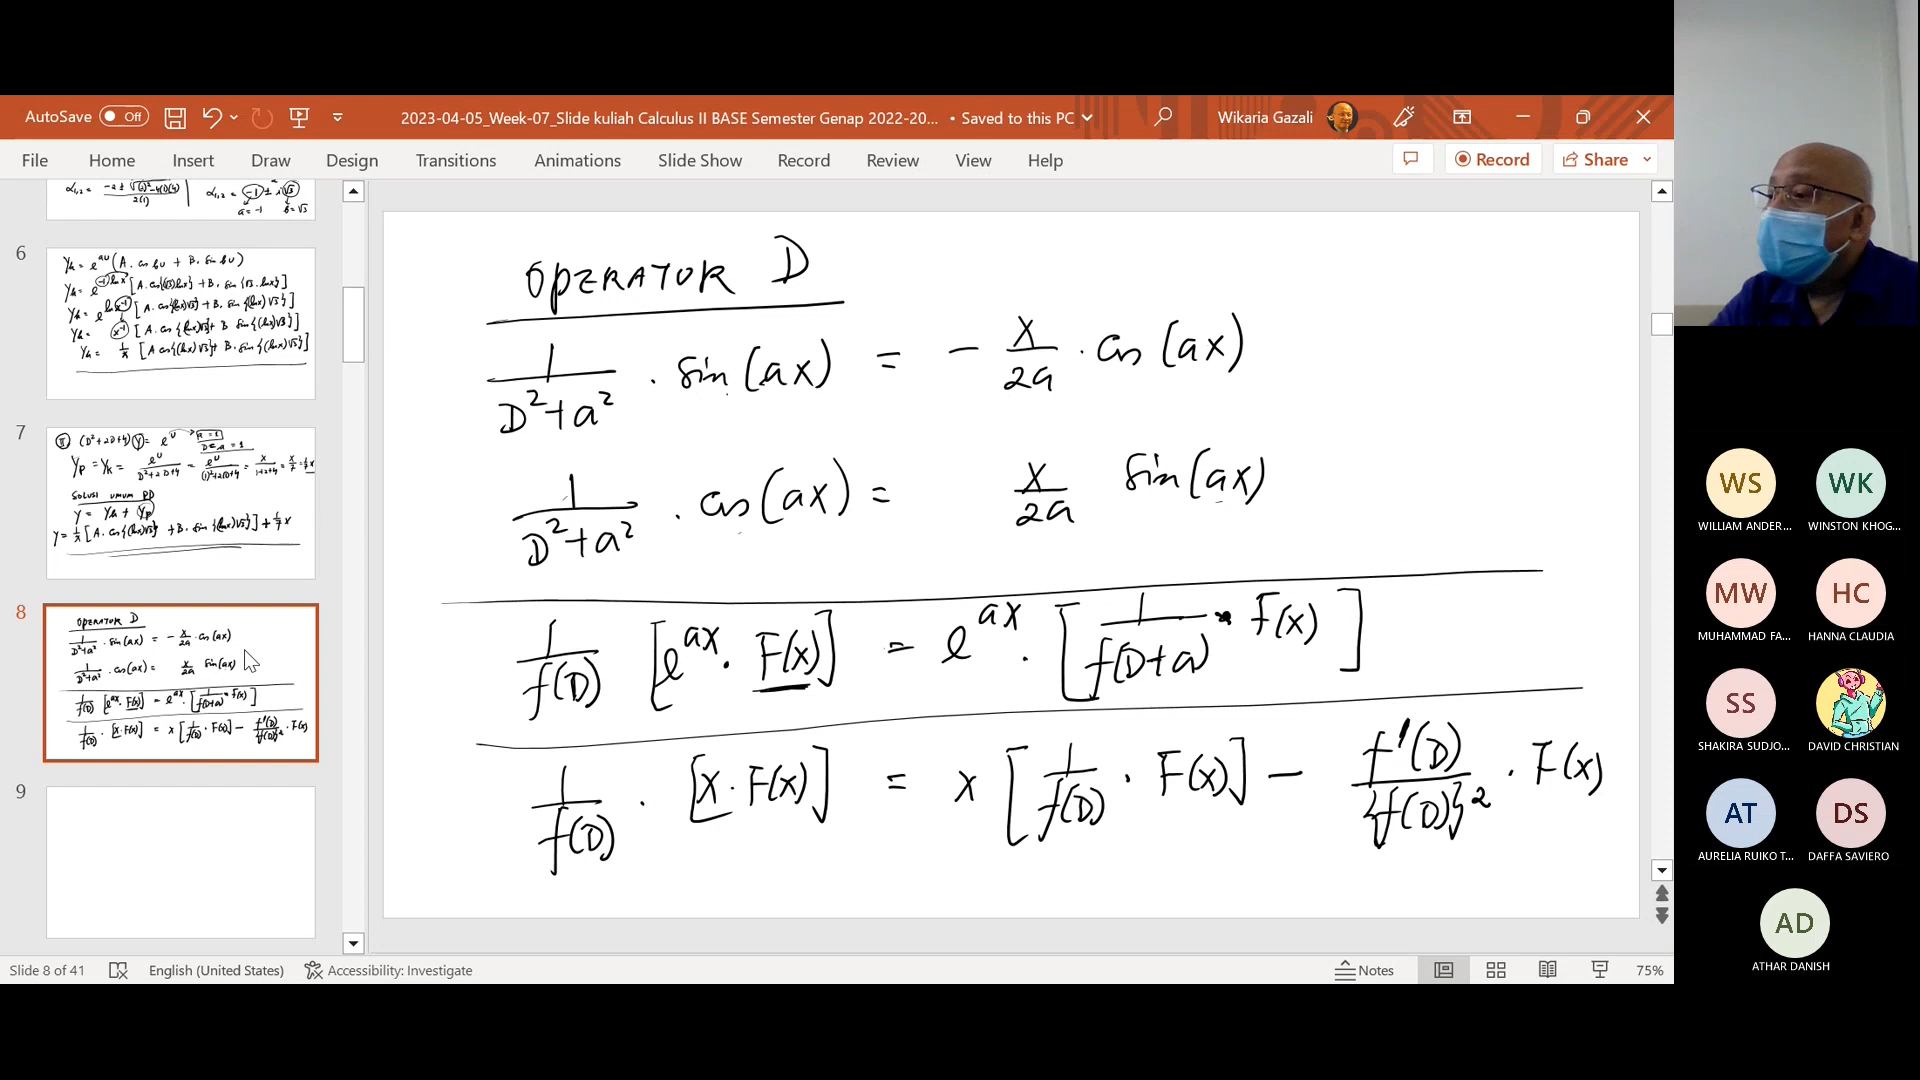 AutoSave Off 2023-04-05_Week-07_Slide kuliah Calculus II BASE Semester Genap 2022-20... • Saved to this PC Wikaria Gazali
File Home Insert Draw Design Transitions Animations Slide Show Record Review View Help Record Share
6
7
8
9
OPERATOR D
1/(D²+a²) · sin(ax) = - x/2a · cos(ax)
1/(D²+a²) · cos(ax) = x/2a sin(ax)
1/f(D) [e^ax · F(x)] = e^ax · [1/f(D+a) · F(x)]
1/f(D) · [x · F(x)] = x [1/f(D) · F(x)] - f'(D)/{f(D)}² · F(x)
WS WK
WILLIAM ANDER... WINSTON KHOG...
MW HC
MUHAMMAD FA... HANNA CLAUDIA
SS
SHAKIRA SUDJO... DAVID CHRISTIAN
AT DS
AURELIA RUIKO T... DAFFA SAVIERO
AD
ATHAR DANISH
Slide 8 of 41 English (United States) Accessibility: Investigate Notes 75%